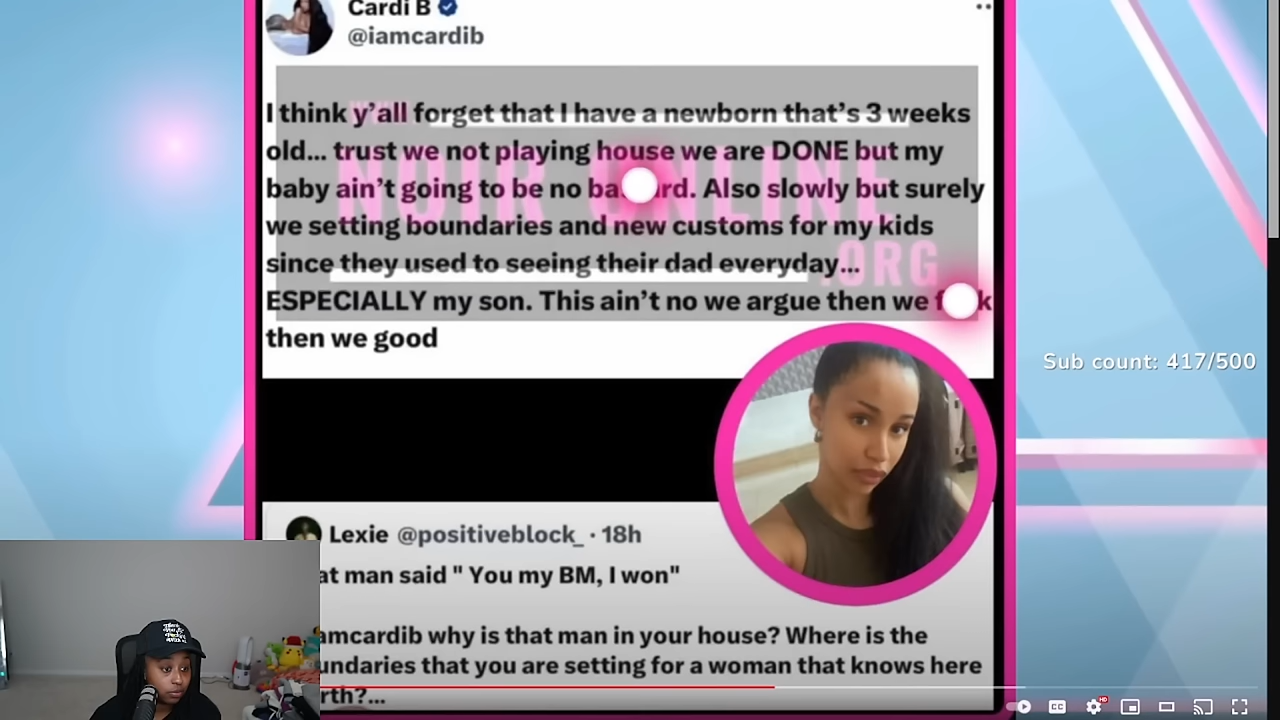 Cardi B
@iamcardib
I think y’all forget that I have a newborn that’s 3 weeks
old... trust we not playing house we are DONE but my
baby ain’t going to be no ba rd. Also slowly but surely
we setting boundaries and new customs for my kids
since they used to seeing their dad everyday...
ESPECIALLY my son. This ain’t no we argue then we f k
then we good
NOIR ONLINE
.ORG
Sub count: 417/500
Lexie @positiveblock_ · 18h
at man said " You my BM, I won"
amcardib why is that man in your house? Where is the
undaries that you are setting for a woman that knows here
rth?...
CC
HD